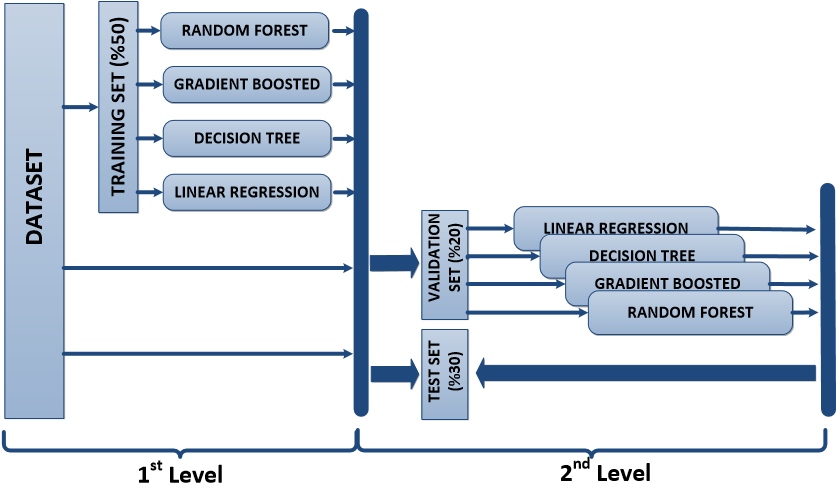 DATASET
TRAINING SET (%50)
RANDOM FOREST
GRADIENT BOOSTED
DECISION TREE
LINEAR REGRESSION
VALIDATION
SET (%20)
LINEAR REGRESSION
DECISION TREE
GRADIENT BOOSTED
RANDOM FOREST
TEST SET
(%30)
1st Level
2nd Level